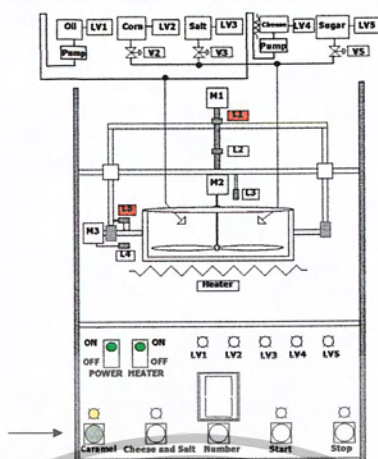 Oil LV1 Corn LV2 Salt LV3 Cheese LV4 Sugar LV5
Pump V2 V3 Pump V5
M1
L1
L2
M2
L3
L5
M3
L4
Heater
ON ON
OFF OFF
POWER HEATER
LV1 LV2 LV3 LV4 LV5
Caramel Cheese and Salt Number Start Stop